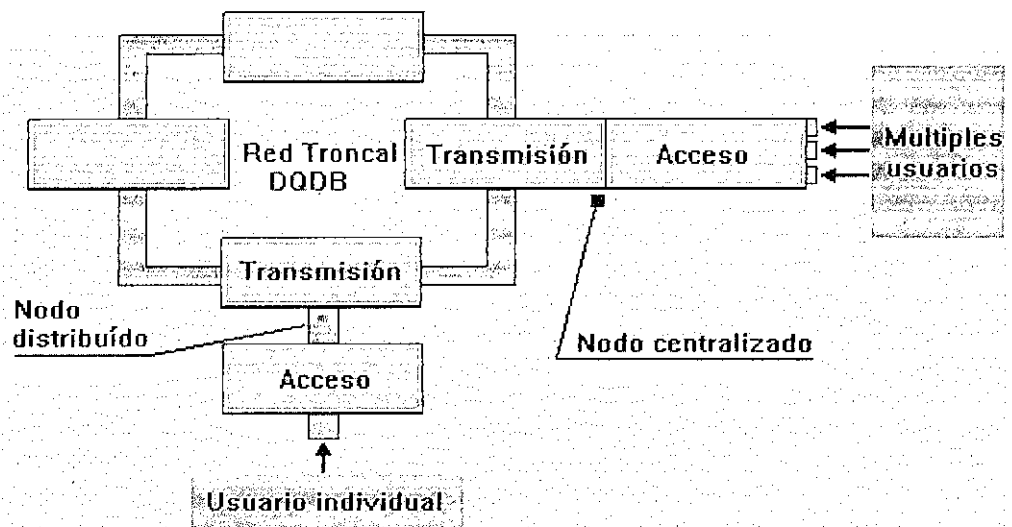 Red Troncal
DQDB
Transmisión
Acceso
Multiples
usuarios
Transmisión
Nodo
distribuído
Nodo centralizado
Acceso
Usuario individual